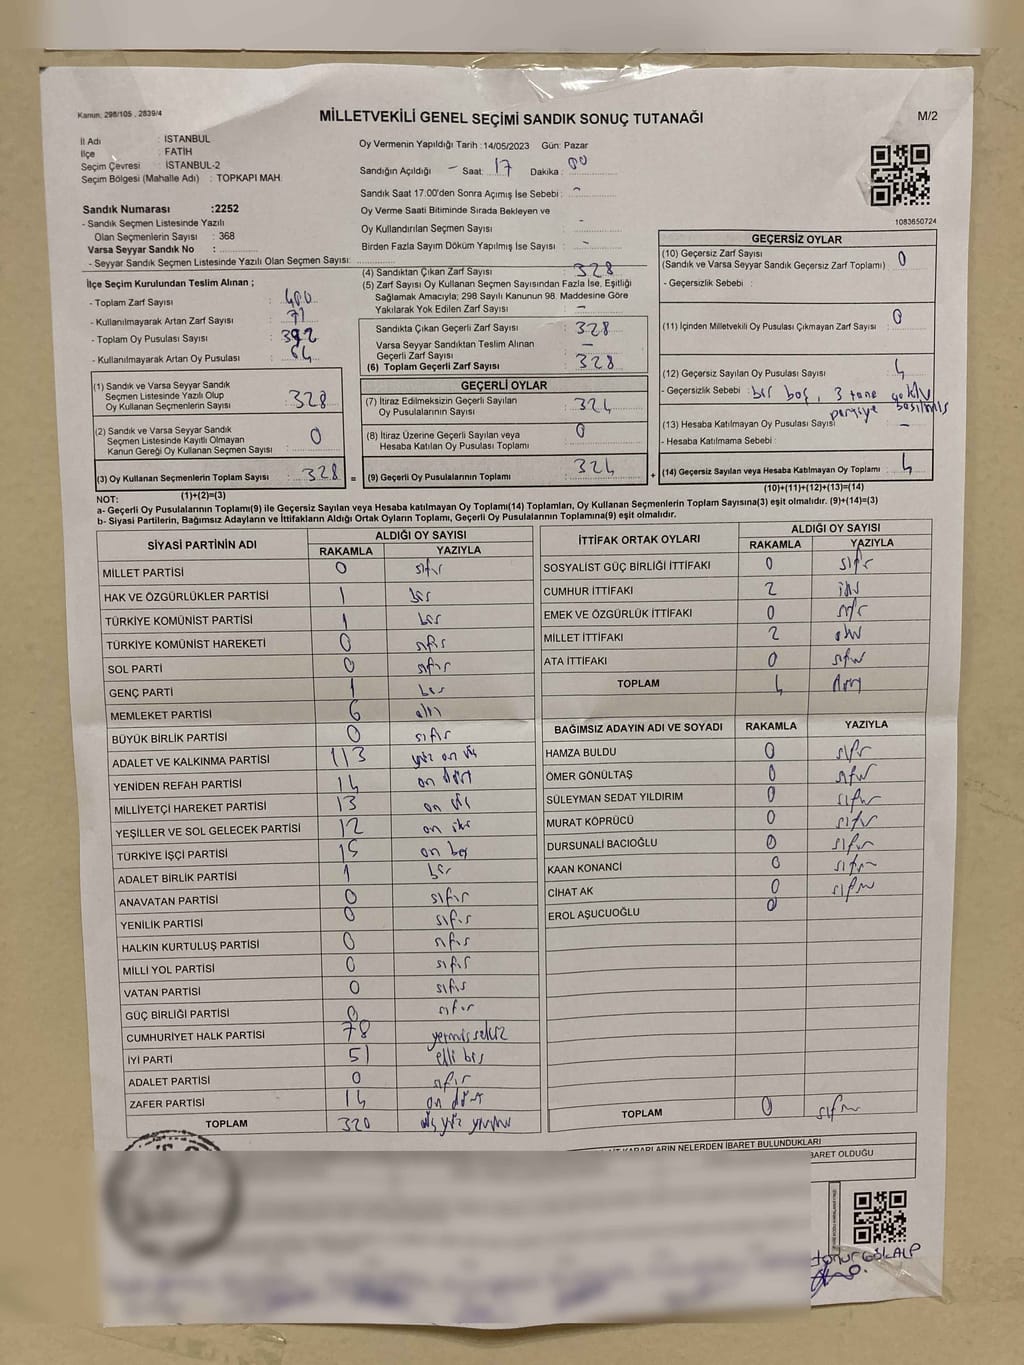 Kanun, 298/105 , 2839/4
MİLLETVEKİLİ GENEL SEÇİMİ SANDIK SONUÇ TUTANAĞI
M/2
İl Adı : İSTANBUL
İlçe : FATİH
Seçim Çevresi : İSTANBUL-2
Seçim Bölgesi (Mahalle Adı) : TOPKAPI MAH.
Sandık Numarası :2252
- Sandık Seçmen Listesinde Yazılı
Olan Seçmenlerin Sayısı : 368
Varsa Seyyar Sandık No :
- Seyyar Sandık Seçmen Listesinde Yazılı Olan Seçmen Sayısı:
Oy Vermenin Yapıldığı Tarih :14/05/2023 Gün: Pazar
Sandığın Açıldığı - Saat: 17 Dakika : 00
Sandık Saat 17.00'den Sonra Açımış İse Sebebi : -
Oy Verme Saati Bitiminde Sırada Bekleyen ve
Oy Kullandırılan Seçmen Sayısı : -
Birden Fazla Sayım Döküm Yapılmış İse Sayısı : -
1083650724
İlçe Seçim Kurulundan Teslim Alınan ;
- Toplam Zarf Sayısı : 400
- Kullanılmayarak Artan Zarf Sayısı : 71
- Toplam Oy Pusulası Sayısı : 392
- Kullanılmayarak Artan Oy Pusulası : 64
(1) Sandık ve Varsa Seyyar Sandık
Seçmen Listesinde Yazılı Olup
Oy Kullanan Seçmenlerin Sayısı : 328
(2) Sandık ve Varsa Seyyar Sandık
Seçmen Listesinde Kayıtlı Olmayan
Kanun Gereği Oy Kullanan Seçmen Sayısı : 0
(3) Oy Kullanan Seçmenlerin Toplam Sayısı : 328
(1)+(2)=(3)
(4) Sandıktan Çıkan Zarf Sayısı : 328
(5) Zarf Sayısı Oy Kullanan Seçmen Sayısından Fazla İse, Eşitliği
Sağlamak Amacıyla; 298 Sayılı Kanunun 98. Maddesine Göre
Yakılarak Yok Edilen Zarf Sayısı : -
Sandıkta Çıkan Geçerli Zarf Sayısı : 328
Varsa Seyyar Sandıktan Teslim Alınan
Geçerli Zarf Sayısı : -
(6) Toplam Geçerli Zarf Sayısı : 328
GEÇERLİ OYLAR
(7) İtiraz Edilmeksizin Geçerli Sayılan
Oy Pusulalarının Sayısı : 324
(8) İtiraz Üzerine Geçerli Sayılan veya
Hesaba Katılan Oy Pusulası Toplamı : 0
= (9) Geçerli Oy Pusulalarının Toplamı : 324
GEÇERSİZ OYLAR
(10) Geçersiz Zarf Sayısı
(Sandık ve Varsa Seyyar Sandık Geçersiz Zarf Toplamı) : 0
- Geçersizlik Sebebi :
(11) İçinden Milletvekili Oy Pusulası Çıkmayan Zarf Sayısı : 0
(12) Geçersiz Sayılan Oy Pusulası Sayısı : 4
- Geçersizlik Sebebi : bir boş, 3 tane çoklu
partiye basılmış
(13) Hesaba Katılmayan Oy Pusulası Sayısı : -
- Hesaba Katılmama Sebebi :
+ (14) Geçersiz Sayılan veya Hesaba Katılmayan Oy Toplamı : 4
(10)+(11)+(12)+(13)=(14)
NOT:
a- Geçerli Oy Pusulalarının Toplamı(9) ile Geçersiz Sayılan veya Hesaba katılmayan Oy Toplamı(14) Toplamları, Oy Kullanan Seçmenlerin Toplam Sayısına(3) eşit olmalıdır. (9)+(14)=(3)
b- Siyasi Partilerin, Bağımsız Adayların ve İttifakların Aldığı Ortak Oyların Toplamı, Geçerli Oy Pusulalarının Toplamına(9) eşit olmalıdır.
SİYASİ PARTİNİN ADI ALDIĞI OY SAYISI
RAKAMLA YAZIYLA
MİLLET PARTİSİ 0 sıfır
HAK VE ÖZGÜRLÜKLER PARTİSİ 1 bir
TÜRKİYE KOMÜNİST PARTİSİ 1 bir
TÜRKİYE KOMÜNİST HAREKETİ 0 sıfır
SOL PARTİ 0 sıfır
GENÇ PARTİ 1 bir
MEMLEKET PARTİSİ 6 altı
BÜYÜK BİRLİK PARTİSİ 0 sıfır
ADALET VE KALKINMA PARTİSİ 113 yüz on üç
YENİDEN REFAH PARTİSİ 14 on dört
MİLLİYETÇİ HAREKET PARTİSİ 13 on üç
YEŞİLLER VE SOL GELECEK PARTİSİ 12 on iki
TÜRKİYE İŞÇİ PARTİSİ 15 on beş
ADALET BİRLİK PARTİSİ 1 bir
ANAVATAN PARTİSİ 0 sıfır
YENİLİK PARTİSİ 0 sıfır
HALKIN KURTULUŞ PARTİSİ 0 sıfır
MİLLİ YOL PARTİSİ 0 sıfır
VATAN PARTİSİ 0 sıfır
GÜÇ BİRLİĞİ PARTİSİ 0 sıfır
CUMHURİYET HALK PARTİSİ 78 yetmiş sekiz
İYİ PARTİ 51 elli bir
ADALET PARTİSİ 0 sıfır
ZAFER PARTİSİ 14 on dört
TOPLAM 320 üç yüz yirmi
İTTİFAK ORTAK OYLARI ALDIĞI OY SAYISI
RAKAMLA YAZIYLA
SOSYALİST GÜÇ BİRLİĞİ İTTİFAKI 0 sıfır
CUMHUR İTTİFAKI 2 iki
EMEK VE ÖZGÜRLÜK İTTİFAKI 0 sıfır
MİLLET İTTİFAKI 2 iki
ATA İTTİFAKI 0 sıfır
TOPLAM 4 dört
BAĞIMSIZ ADAYIN ADI VE SOYADI RAKAMLA YAZIYLA
HAMZA BULDU 0 sıfır
ÖMER GÖNÜLTAŞ 0 sıfır
SÜLEYMAN SEDAT YILDIRIM 0 sıfır
MURAT KÖPRÜCÜ 0 sıfır
DURSUNALİ BACIOĞLU 0 sıfır
KAAN KONANCİ 0 sıfır
CİHAT AK 0 sıfır
EROL AŞUCUOĞLU 0
TOPLAM 0 sıfır
KARARLARIN NELERDEN İBARET BULUNDUKLARI
BARET OLDUĞU
GÖKALP